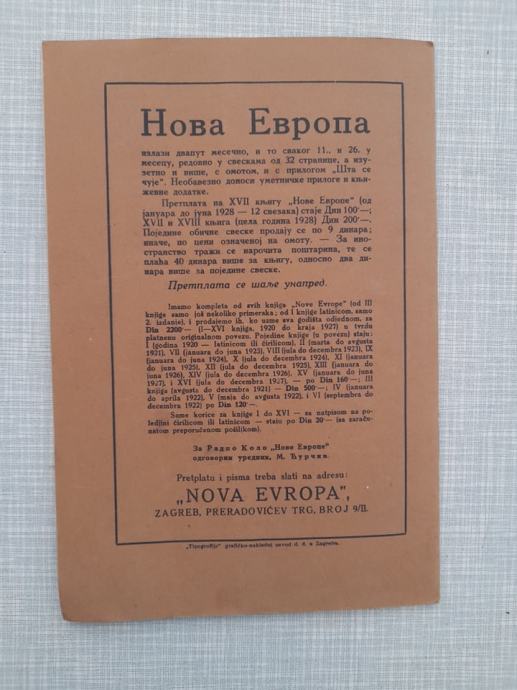 Нова Европа
излази двапут месечно, и то сваког 11.. и 26. у
месецу, редовно у свескама од 32 странице, а изу-
зетно и више, с омотом, и с прилогом „Шта се
чује“. Необавезно доноси уметничке прилоге и књи-
жевне додатке.
Претплата на XVII књигу „Нове Европе“ (од
јануара до јуна 1928 — 12 свезака) стаје Дин 100·—;
XVII и XVIII књига (цела година 1928) Дин 200·—.
Поједине обичне свеске продају се по 9 динара;
иначе, по цени означеној на омоту. — За ино-
странство тражи се нарочита поштарина, те се
плаћа 40 динара више за књигу, односно два ди-
нара више за поједине свеске.
Претплата се шаље унапред.
Imamo kompleta od svih knjiga „Nove Evrope“ (od III
knjige samo još nekoliko primeraka; od I knjige latinicom, samo
2. izdanje), i prodajemo ih, ko uzme sva godišta odjednom, za
Din 2200·— (I—XVI knjiga, 1920 do kraja 1927) u tvrdu
platnenu originalnom povezu. Pojedine knjige (u povezu) staju:
I (godina 1920 — latinicom ili ćirilicom), II (marta do avgusta
1921), VII (januara do juna 1923), VIII (jula do decembra 1923), IX
(januara do juna 1924), X (jula do decembra 1924), XI (januara
do juna 1925), XII (jula do decembra 1925), XIII (januara do
juna 1926), XIV (jula do decembra 1926), XV (januara do juna
1927), i XVI (jula do decembra 1927), — po Din 160·—; III
knjiga (avgusta do decembra 1921) — Din 500·—; IV (januara
do aprila 1922), V (maja do avgusta 1922), i VI (septembra do
decembra 1922) po Din 120·—.
Same korice za knjige I do XVI — sa natpisom na po-
ledjini ćirilicom ili latinicom — staju po Din 20·— (sa zaraču-
natom preporučenom pošiljkom).
За Радно Коло „Нове Европе“
одговорни уредник, М. Ћурчин.
Pretplatu i pisma treba slati na adresu:
„NOVA EVROPA“,
ZAGREB, PRERADOVIĆEV TRG, BROJ 9/II.
„Tipografija“ grafičko-nakladni zavod d. d. u Zagrebu.